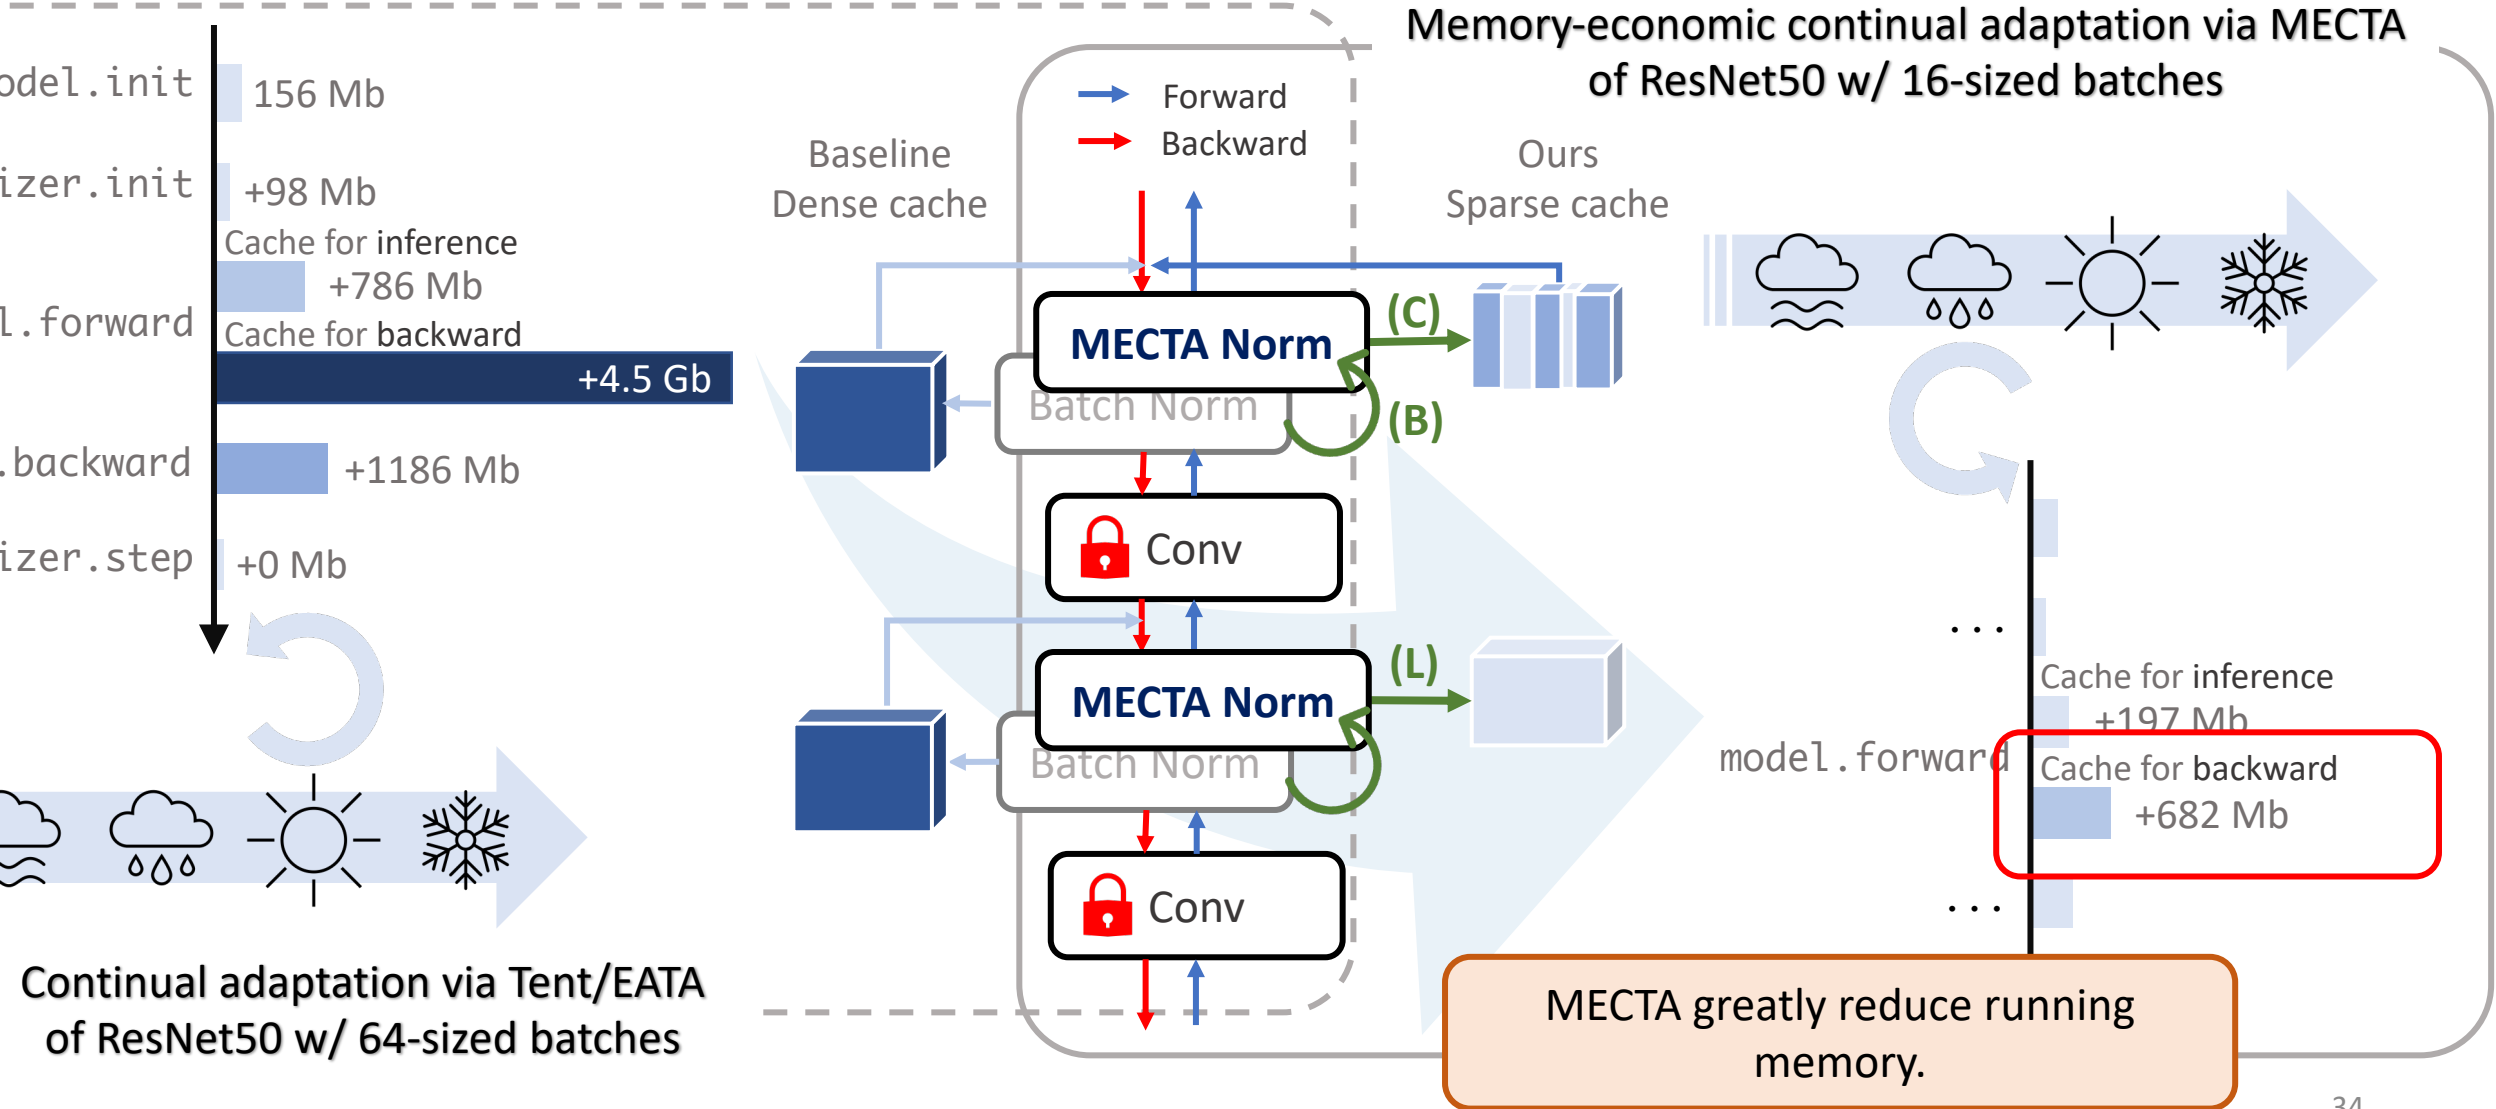 odel.init
156 Mb
izer.init
+98 Mb
Cache for inference
+786 Mb
l.forward
Cache for backward
+4.5 Gb
.backward
+1186 Mb
izer.step
+0 Mb
Continual adaptation via Tent/EATA
of ResNet50 w/ 64-sized batches
Baseline
Dense cache
Forward
Backward
Ours
Sparse cache
MECTA Norm
(C)
Batch Norm
(B)
Conv
MECTA Norm
(L)
Batch Norm
Conv
Memory-economic continual adaptation via MECTA
of ResNet50 w/ 16-sized batches
...
Cache for inference
+197 Mb
model.forward
Cache for backward
+682 Mb
...
MECTA greatly reduce running
memory.
34